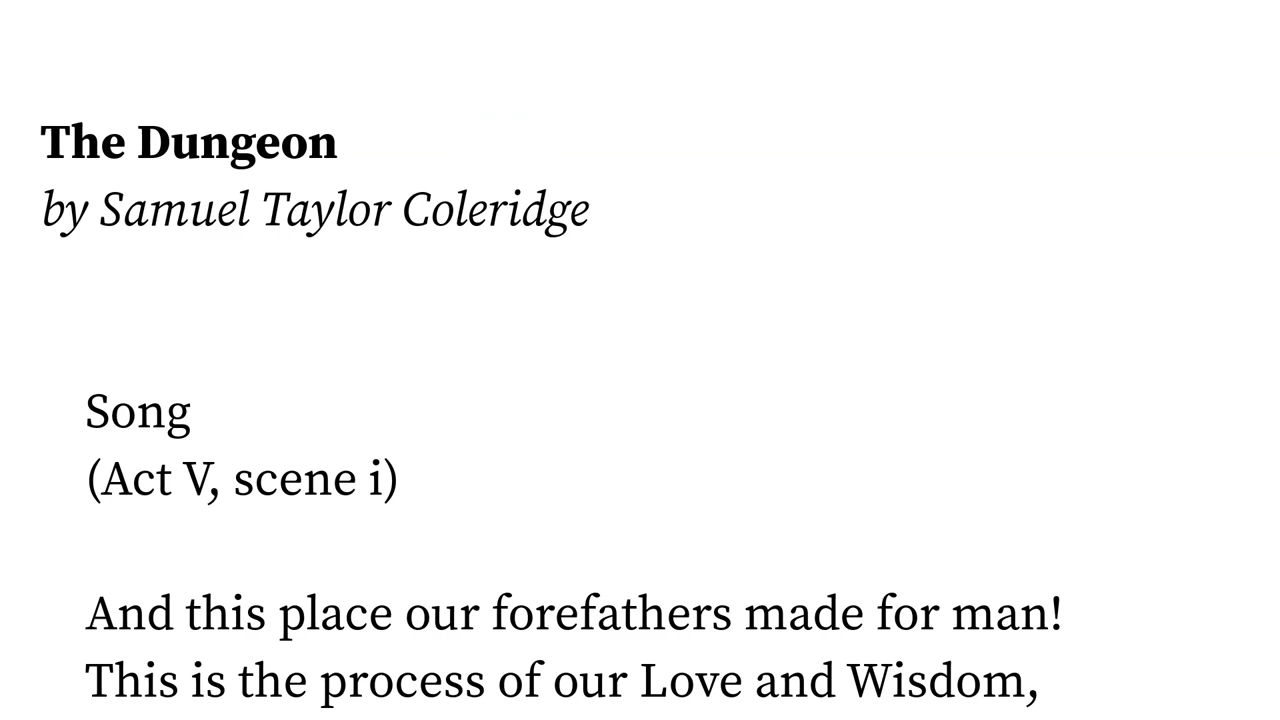 The Dungeon
by Samuel Taylor Coleridge
Song
(Act V, scene i)
And this place our forefathers made for man!
This is the process of our Love and Wisdom,